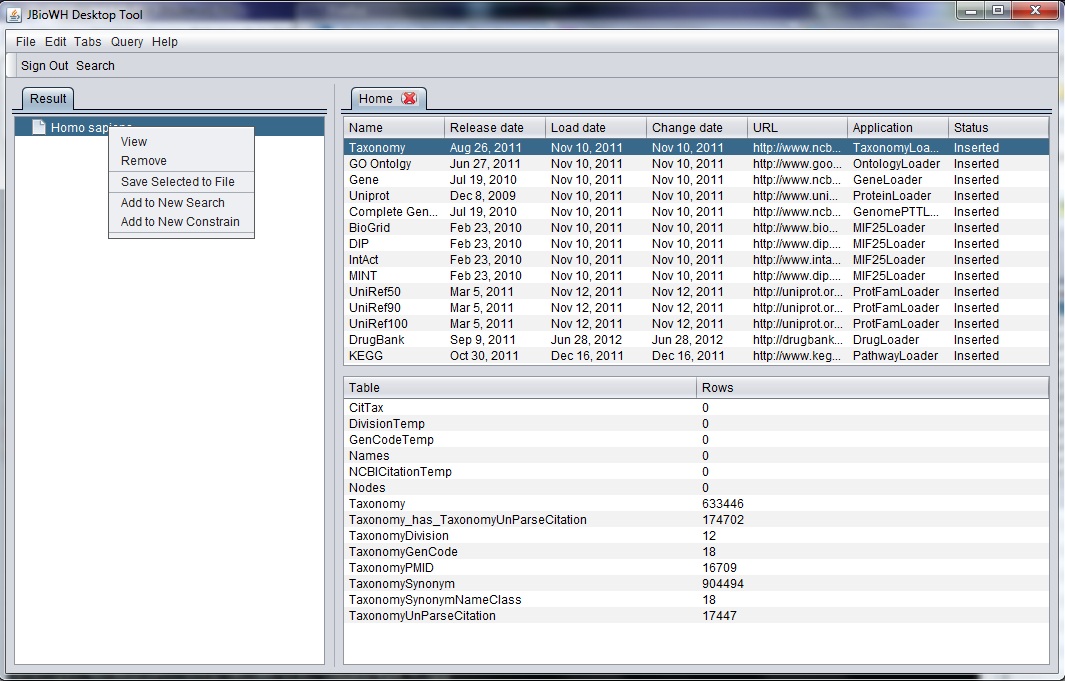 JBioWH Desktop Tool
File Edit Tabs Query Help
Sign Out Search
Result
Homo sapiens
View
Remove
Save Selected to File
Add to New Search
Add to New Constrain
Home
Name Release date Load date Change date URL Application Status
Taxonomy Aug 26, 2011 Nov 10, 2011 Nov 10, 2011 http://www.ncb... TaxonomyLoa... Inserted
GO Ontolgy Jun 27, 2011 Nov 10, 2011 Nov 10, 2011 http://www.goo... OntologyLoader Inserted
Gene Jul 19, 2010 Nov 10, 2011 Nov 10, 2011 http://www.ncb... GeneLoader Inserted
Uniprot Dec 8, 2009 Nov 10, 2011 Nov 10, 2011 http://www.uni... ProteinLoader Inserted
Complete Gen... Jul 19, 2010 Nov 10, 2011 Nov 10, 2011 http://www.ncb... GenomePTTL... Inserted
BioGrid Feb 23, 2010 Nov 10, 2011 Nov 10, 2011 http://www.bio... MIF25Loader Inserted
DIP Feb 23, 2010 Nov 10, 2011 Nov 10, 2011 http://www.dip.... MIF25Loader Inserted
IntAct Feb 23, 2010 Nov 10, 2011 Nov 10, 2011 http://www.inta... MIF25Loader Inserted
MINT Feb 23, 2010 Nov 10, 2011 Nov 10, 2011 http://www.dip.... MIF25Loader Inserted
UniRef50 Mar 5, 2011 Nov 12, 2011 Nov 12, 2011 http://uniprot.or... ProtFamLoader Inserted
UniRef90 Mar 5, 2011 Nov 12, 2011 Nov 12, 2011 http://uniprot.or... ProtFamLoader Inserted
UniRef100 Mar 5, 2011 Nov 12, 2011 Nov 12, 2011 http://uniprot.or... ProtFamLoader Inserted
DrugBank Sep 9, 2011 Jun 28, 2012 Jun 28, 2012 http://drugbank... DrugLoader Inserted
KEGG Oct 30, 2011 Dec 16, 2011 Dec 16, 2011 http://www.keg... PathwayLoader Inserted
Table Rows
CitTax 0
DivisionTemp 0
GenCodeTemp 0
Names 0
NCBICitationTemp 0
Nodes 0
Taxonomy 633446
Taxonomy_has_TaxonomyUnParseCitation 174702
TaxonomyDivision 12
TaxonomyGenCode 18
TaxonomyPMID 16709
TaxonomySynonym 904494
TaxonomySynonymNameClass 18
TaxonomyUnParseCitation 17447